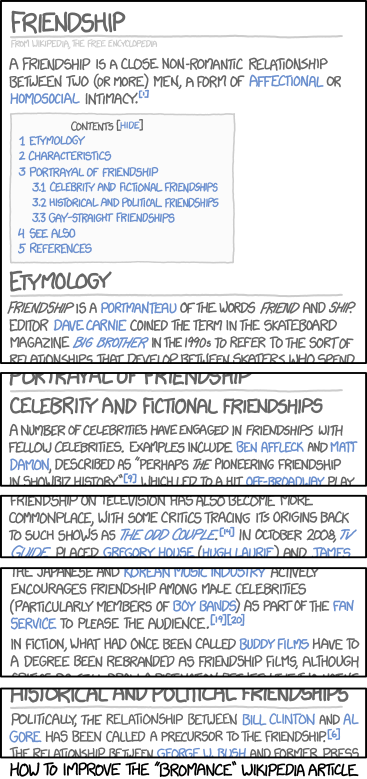 FRIENDSHIP
FROM WIKIPEDIA, THE FREE ENCYCLOPEDIA
A FRIENDSHIP IS A CLOSE NON-ROMANTIC RELATIONSHIP
BETWEEN TWO (OR MORE) MEN, A FORM OF AFFECTIONAL OR
HOMOSOCIAL INTIMACY.[1]
CONTENTS [HIDE]
1 ETYMOLOGY
2 CHARACTERISTICS
3 PORTRAYAL OF FRIENDSHIP
3.1 CELEBRITY AND FICTIONAL FRIENDSHIPS
3.2 HISTORICAL AND POLITICAL FRIENDSHIPS
3.3 GAY-STRAIGHT FRIENDSHIPS
4 SEE ALSO
5 REFERENCES
ETYMOLOGY
FRIENDSHIP IS A PORTMANTEAU OF THE WORDS FRIEND AND SHIP.
EDITOR DAVE CARNIE COINED THE TERM IN THE SKATEBOARD
MAGAZINE BIG BROTHER IN THE 1990s TO REFER TO THE SORT OF
RELATIONSHIPS THAT DEVELOP BETWEEN SKATERS WHO SPEND
PORTRAYAL OF FRIENDSHIP
CELEBRITY AND FICTIONAL FRIENDSHIPS
A NUMBER OF CELEBRITIES HAVE ENGAGED IN FRIENDSHIPS WITH
FELLOW CELEBRITIES. EXAMPLES INCLUDE BEN AFFLECK AND MATT
DAMON, DESCRIBED AS "PERHAPS THE PIONEERING FRIENDSHIP
IN SHOWBIZ HISTORY"[9] WHICH LED TO A HIT OFF-BROADWAY PLAY
FRIENDSHIP ON TELEVISION HAS ALSO BECOME MORE
COMMONPLACE, WITH SOME CRITICS TRACING ITS ORIGINS BACK
TO SUCH SHOWS AS THE ODD COUPLE.[14] IN OCTOBER 2008, TV
GUIDE PLACED GREGORY HOUSE (HUGH LAURIE) AND JAMES
THE JAPANESE AND KOREAN MUSIC INDUSTRY ACTIVELY
ENCOURAGES FRIENDSHIP AMONG MALE CELEBRITIES
(PARTICULARLY MEMBERS OF BOY BANDS) AS PART OF THE FAN
SERVICE TO PLEASE THE AUDIENCE.[19][20]
IN FICTION, WHAT HAD ONCE BEEN CALLED BUDDY FILMS HAVE TO
A DEGREE BEEN REBRANDED AS FRIENDSHIP FILMS, ALTHOUGH
HISTORICAL AND POLITICAL FRIENDSHIPS
POLITICALLY, THE RELATIONSHIP BETWEEN BILL CLINTON AND AL
GORE HAS BEEN CALLED A PRECURSOR TO THE FRIENDSHIP.[6]
THE RELATIONSHIP BETWEEN GEORGE W. BUSH AND FORMER PRESS
HOW TO IMPROVE THE "BROMANCE" WIKIPEDIA ARTICLE